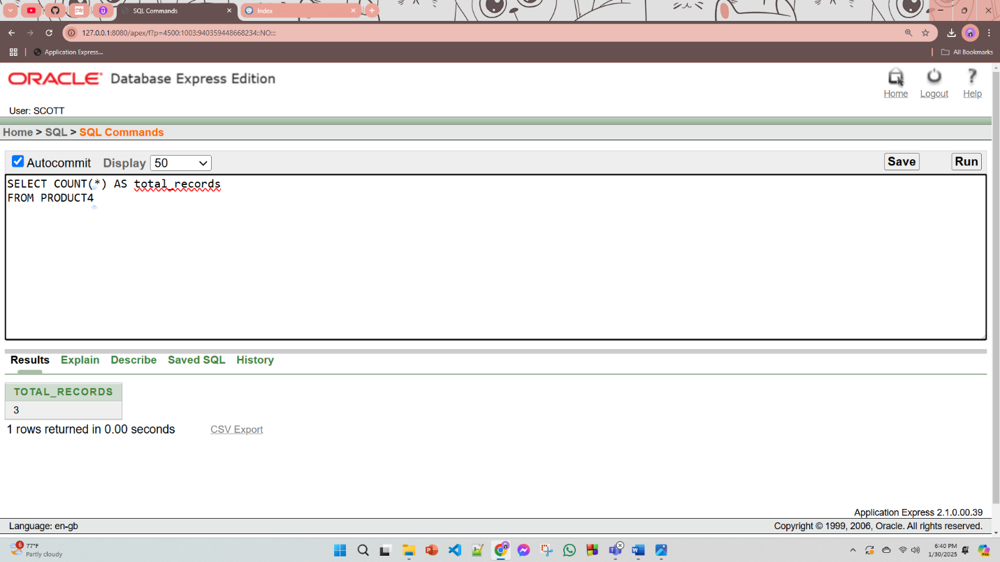 SQL Commands
Index
127.0.0.1:8080/apex/f?p=4500:1003:940359448668234::NO:::
Application Express...
All Bookmarks
ORACLE Database Express Edition
Home
Logout
Help
User: SCOTT
Home > SQL > SQL Commands
Autocommit Display 50
Save
Run
SELECT COUNT(*) AS total_records
FROM PRODUCT4
Results Explain Describe Saved SQL History
TOTAL_RECORDS
3
1 rows returned in 0.00 seconds
CSV Export
Application Express 2.1.0.00.39
Language: en-gb
Copyright © 1999, 2006, Oracle. All rights reserved.
6
77°F
Partly cloudy
6:40 PM
1/30/2025
PRE